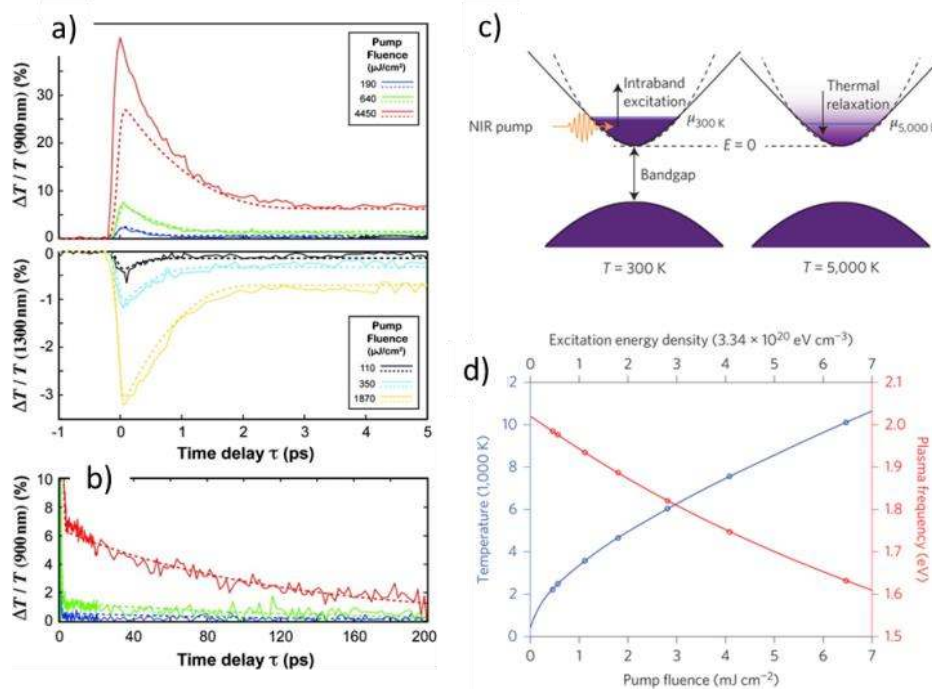 a)
ΔT / T (900 nm) (%)
30
20
10
0
Pump
Fluence
(μJ/cm²)
190
640
4450
0
-1
-2
-3
ΔT / T (1300 nm) (%)
Pump
Fluence
(μJ/cm²)
110
350
1870
-1 0 1 2 3 4 5
Time delay τ (ps)
b)
ΔT / T (900 nm) (%)
10
8
6
4
2
0
0 40 80 120 160 200
Time delay τ (ps)
c)
Intraband
excitation
NIR pump
μ300 K
E = 0
Bandgap
T = 300 K
Thermal
relaxation
μ5,000 K
T = 5,000 K
d)
Excitation energy density (3.34 × 10²⁰ eV cm⁻³)
0 1 2 3 4 5 6 7
Temperature (1,000 K)
12
10
8
6
4
2
0
2.1
2.0
1.9
1.8
1.7
1.6
1.5
Plasma frequency (eV)
0 1 2 3 4 5 6 7
Pump fluence (mJ cm⁻²)